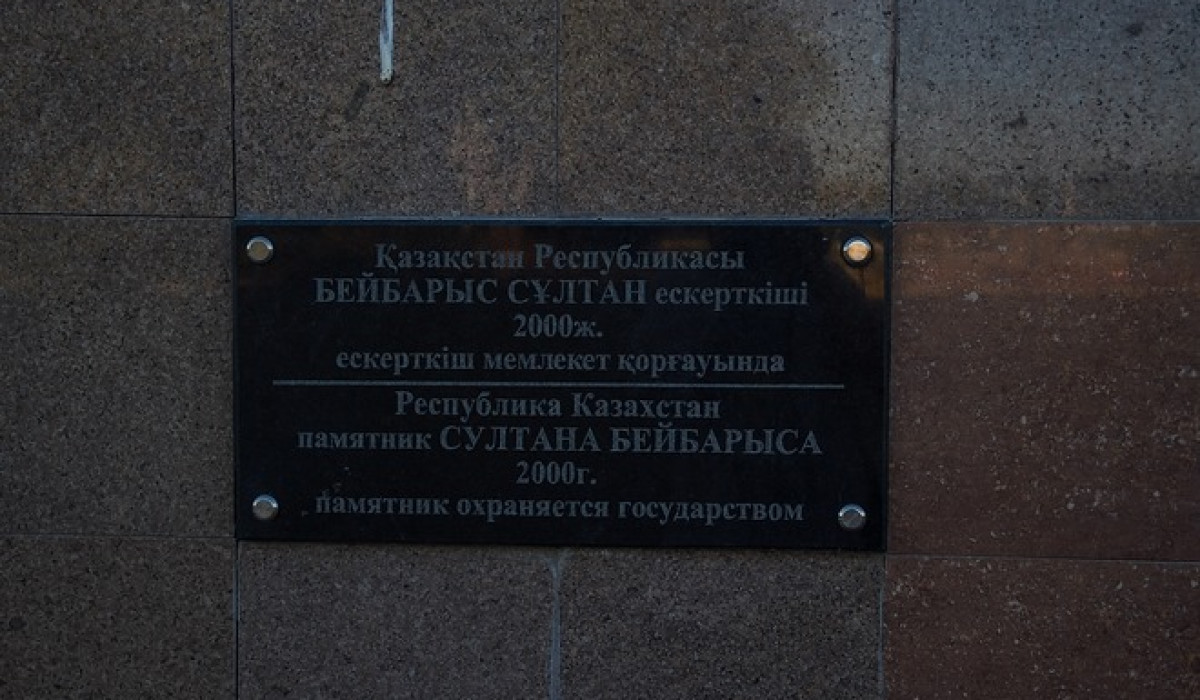 Қазақстан Республикасы
БЕЙБАРЫС СҰЛТАН ескерткіші
2000ж.
ескерткіш мемлекет қорғауында
Республика Казахстан
памятник СУЛТАНА БЕЙБАРЫСА
2000г.
памятник охраняется государством